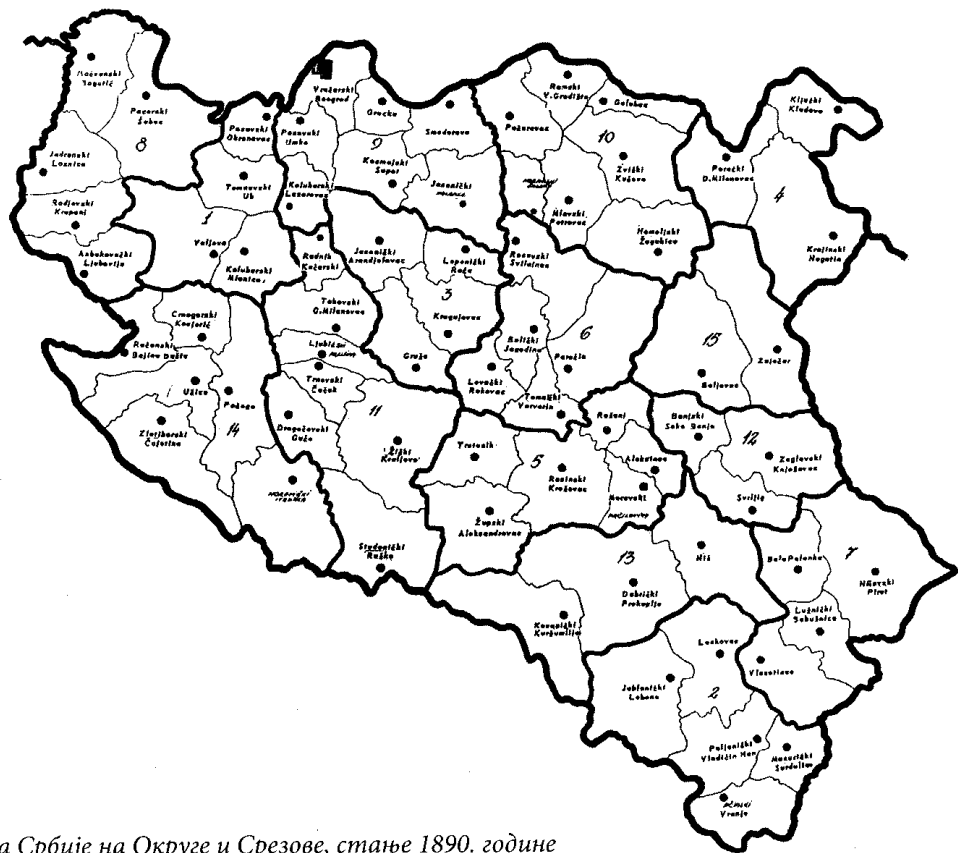 Mačvanski
Bogatić
Pocerski
Šabac
8
Jadranski
Loznica
Radjevski
Krupanj
Azbukovački
Ljubovija
Posavski
Obrenovac
Tamnavski
Ub
1
Valjevo
Kolubarski
Mionica
Vračarski
Beograd
Grocka
Posavski
Umka
9
Smederevo
Kosmajski
Sopot
Kolubarski
Lazarevac
Jasenički
Požarevac
Ramski
V. Gradište
Golubac
10
Zviški
Kučevo
Mlavski
Petrovac
Homoljski
Žagubica
Porečki
D. Milanovac
Ključki
Kladovo
4
Krajinski
Negotin
Rudnik
Kačerski
Jasenički
Arandjelovac
Lepenički
Rača
3
Kragujevac
Gruža
Takovski
G. Milanovac
Ljubićki
Trnavski
Čačak
Dragačevski
Guča
11
Žički
Kraljevo
Studenički
Raška
Crnogorski
Kosjerić
Račanski
Bajina Bašta
Užice
Požega
14
Zlatiborski
Čajetina
Resavski
Svilajnac
6
Belički
Jagodina
Paraćin
Levački
Rekovac
Temnićki
Varvarin
15
Zaječar
Boljevac
Ražanj
Banjski
Soko Banja
12
Zaglavski
Knjaževac
Svrljig
Trstenik
5
Rasinski
Kruševac
Aleksinac
Moravski
Župski
Aleksandrovac
13
Niš
Dobrički
Prokuplje
Kosanički
Kuršumlija
Bela Palanka
7
Nišavski
Pirot
Lužnički
Babušnica
Vlasotince
Leskovac
2
Jablanički
Lebane
Poljanički
Vladičin Han
Masurički
Surdulica
Pčinjski
Vranje
а Србије на Округе и Срезове, стање 1890. године